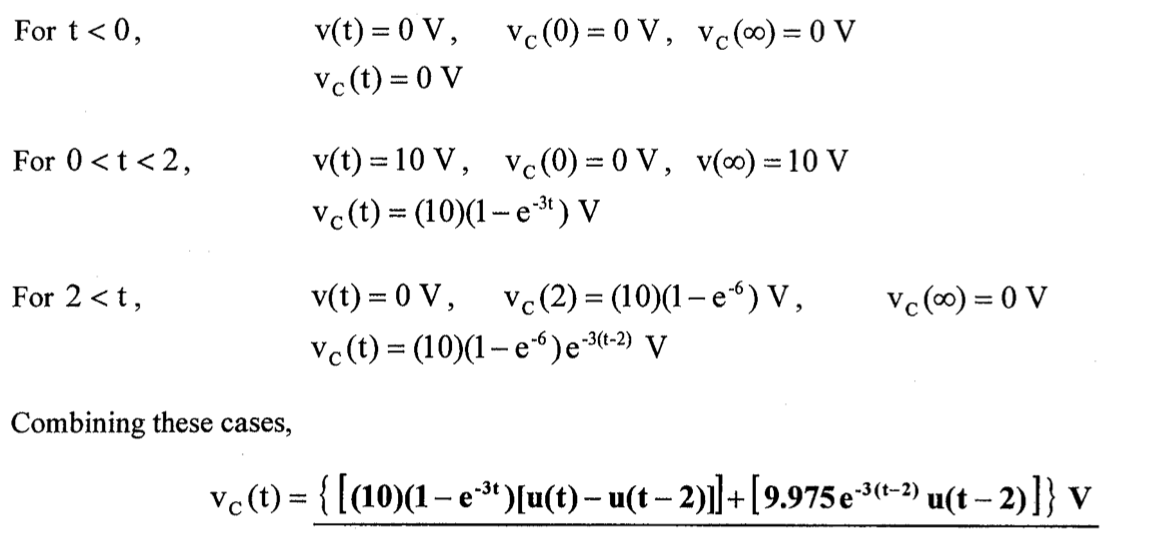 For t < 0, v(t) = 0 V, v_C(0) = 0 V, v_C(∞) = 0 V
v_C(t) = 0 V
For 0 < t < 2, v(t) = 10 V, v_C(0) = 0 V, v(∞) = 10 V
v_C(t) = (10)(1 − e^{-3t}) V
For 2 < t, v(t) = 0 V, v_C(2) = (10)(1 − e^{-6}) V, v_C(∞) = 0 V
v_C(t) = (10)(1 − e^{-6})e^{-3(t-2)} V
Combining these cases,
v_C(t) = {[(10)(1 − e^{-3t})[u(t) − u(t − 2)]] + [9.975 e^{-3(t−2)} u(t − 2)]} V